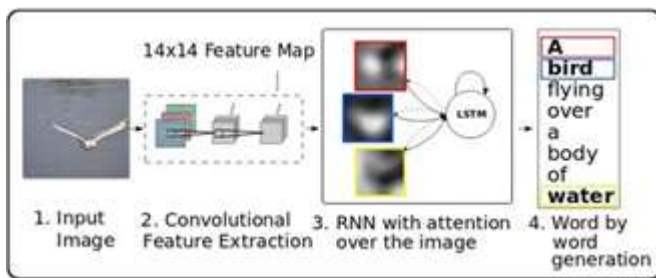 14x14 Feature Map
LSTM
A
bird
flying
over
a
body
of
water
1. Input
Image
2. Convolutional
Feature Extraction
3. RNN with attention
over the image
4. Word by
word
generation